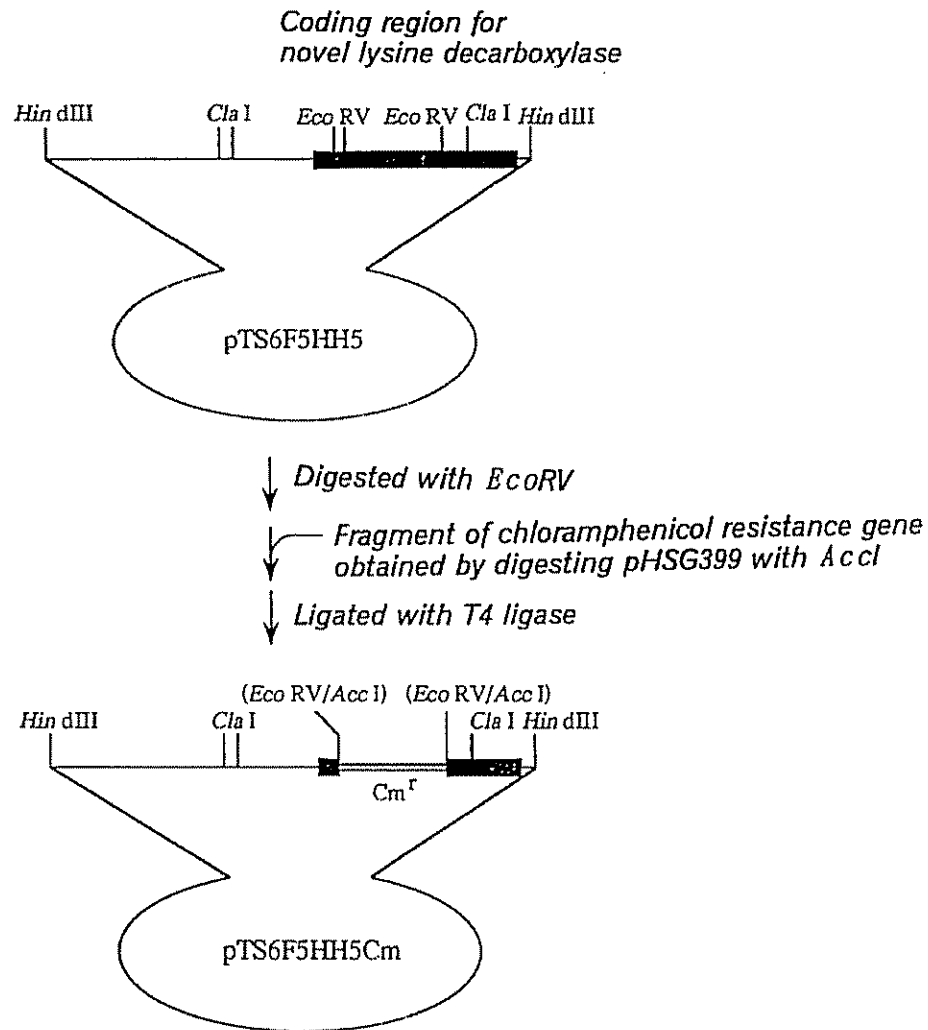 Coding region for
novel lysine decarboxylase
Hin dIII Cla I Eco RV Eco RV Cla I Hin dIII
pTS6F5HH5
Digested with EcoRV
Fragment of chloramphenicol resistance gene
obtained by digesting pHSG399 with AccI
Ligated with T4 ligase
(Eco RV/Acc I) (Eco RV/Acc I)
Hin dIII Cla I Cla I Hin dIII
Cm^r
pTS6F5HH5Cm